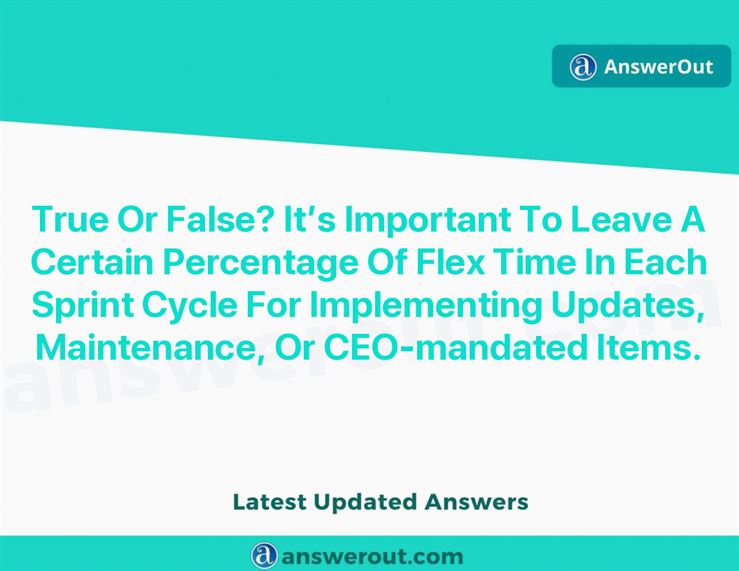 AnswerOut
True Or False? It’s Important To Leave A
Certain Percentage Of Flex Time In Each
Sprint Cycle For Implementing Updates,
Maintenance, Or CEO-mandated Items.
answerout.com
Latest Updated Answers
answerout.com